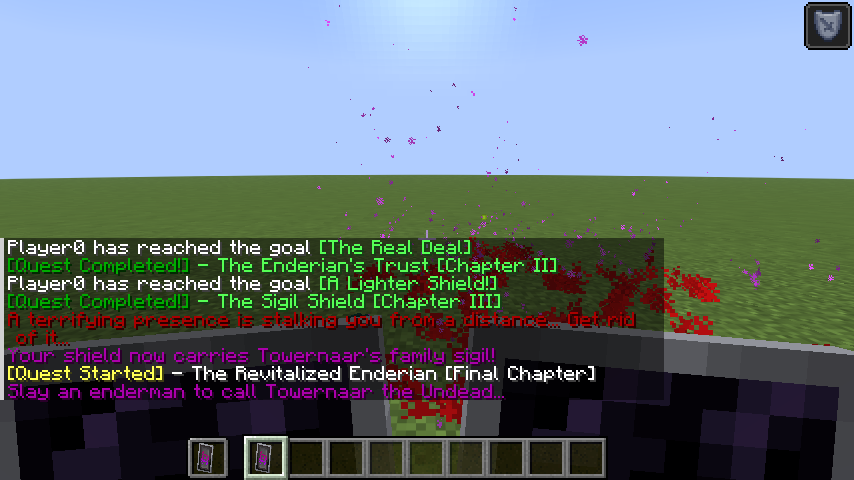 Player0 has reached the goal [The Real Deal]
[Quest Completed!] - The Enderian's Trust [Chapter II]
Player0 has reached the goal [A Lighter Shield!]
[Quest Completed!] - The Sigil Shield [Chapter III]
A terrifying presence is stalking you from a distance... Get rid
of it...
Your shield now carries Towernaar's family sigil!
[Quest Started] - The Revitalized Enderian [Final Chapter]
Slay an enderman to call Towernaar the Undead...